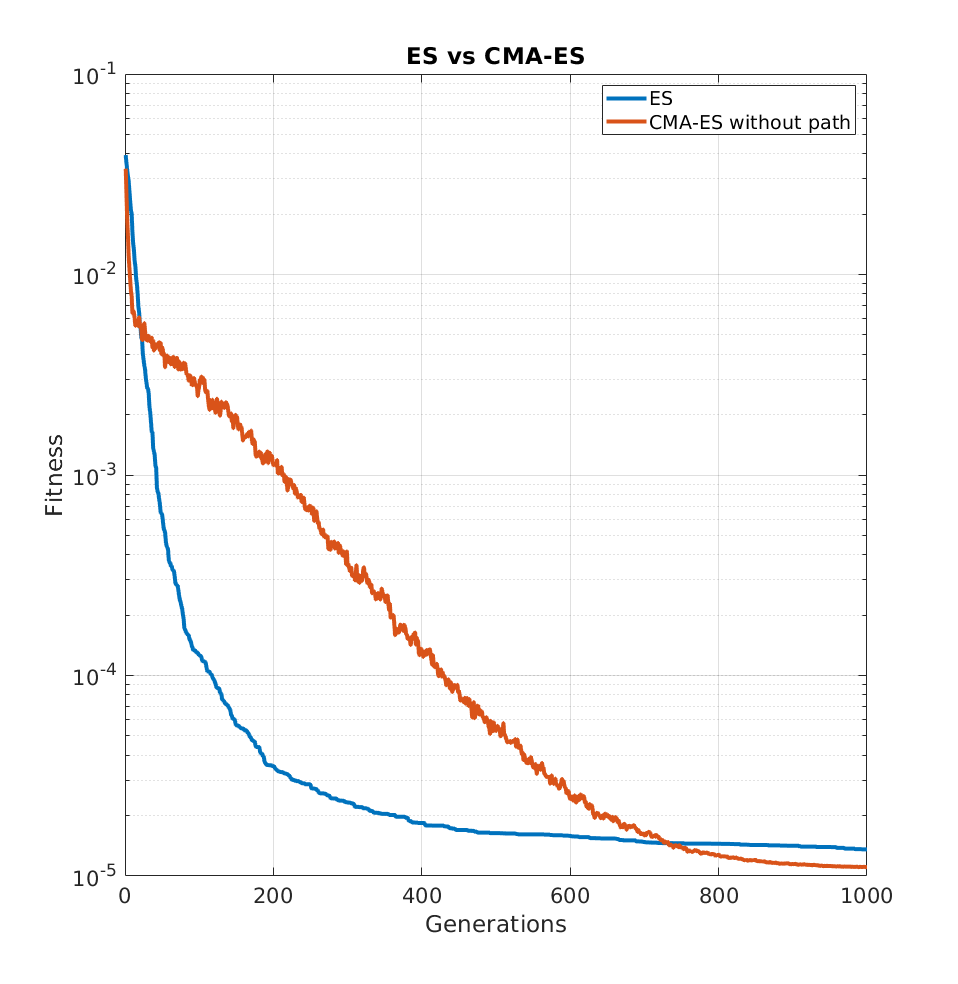 ES vs CMA-ES
ES
CMA-ES without path
Fitness
10^-1
10^-2
10^-3
10^-4
10^-5
0 200 400 600 800 1000
Generations